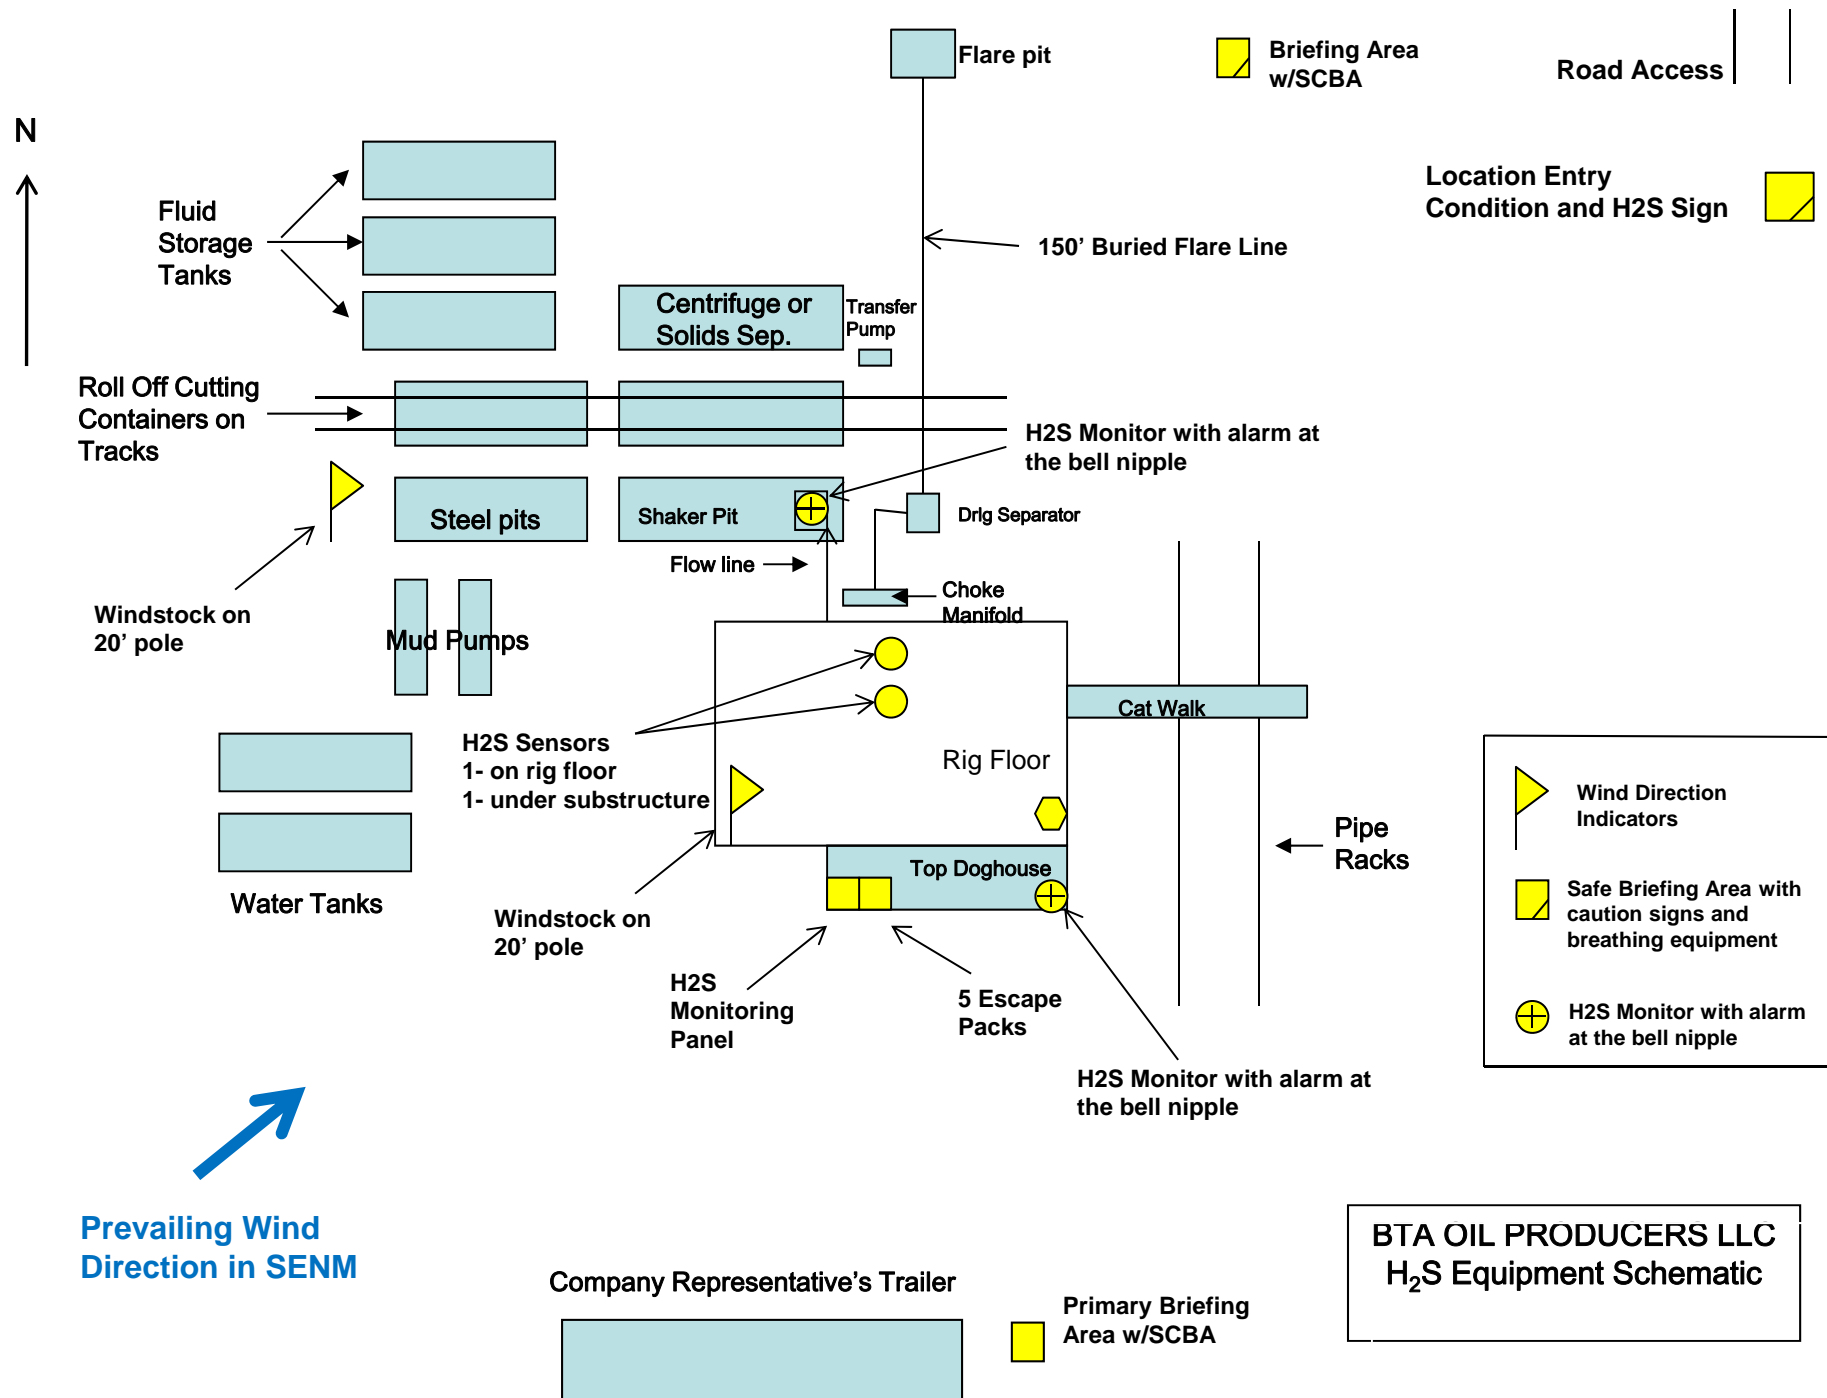 Flare pit
Briefing Area
w/SCBA
Road Access
N
Location Entry
Condition and H2S Sign
Fluid
Storage
Tanks
150’ Buried Flare Line
Centrifuge or
Solids Sep.
Transfer
Pump
Roll Off Cutting
Containers on
Tracks
H2S Monitor with alarm at
the bell nipple
Steel pits
Shaker Pit
Drlg Separator
Flow line
Choke
Manifold
Windstock on
20’ pole
Mud Pumps
Cat Walk
H2S Sensors
1- on rig floor
1- under substructure
Rig Floor
Wind Direction
Indicators
Pipe
Racks
Top Doghouse
Water Tanks
Safe Briefing Area with
caution signs and
breathing equipment
Windstock on
20’ pole
H2S
Monitoring
Panel
5 Escape
Packs
H2S Monitor with alarm
at the bell nipple
H2S Monitor with alarm at
the bell nipple
Prevailing Wind
Direction in SENM
BTA OIL PRODUCERS LLC
H2S Equipment Schematic
Company Representative’s Trailer
Primary Briefing
Area w/SCBA